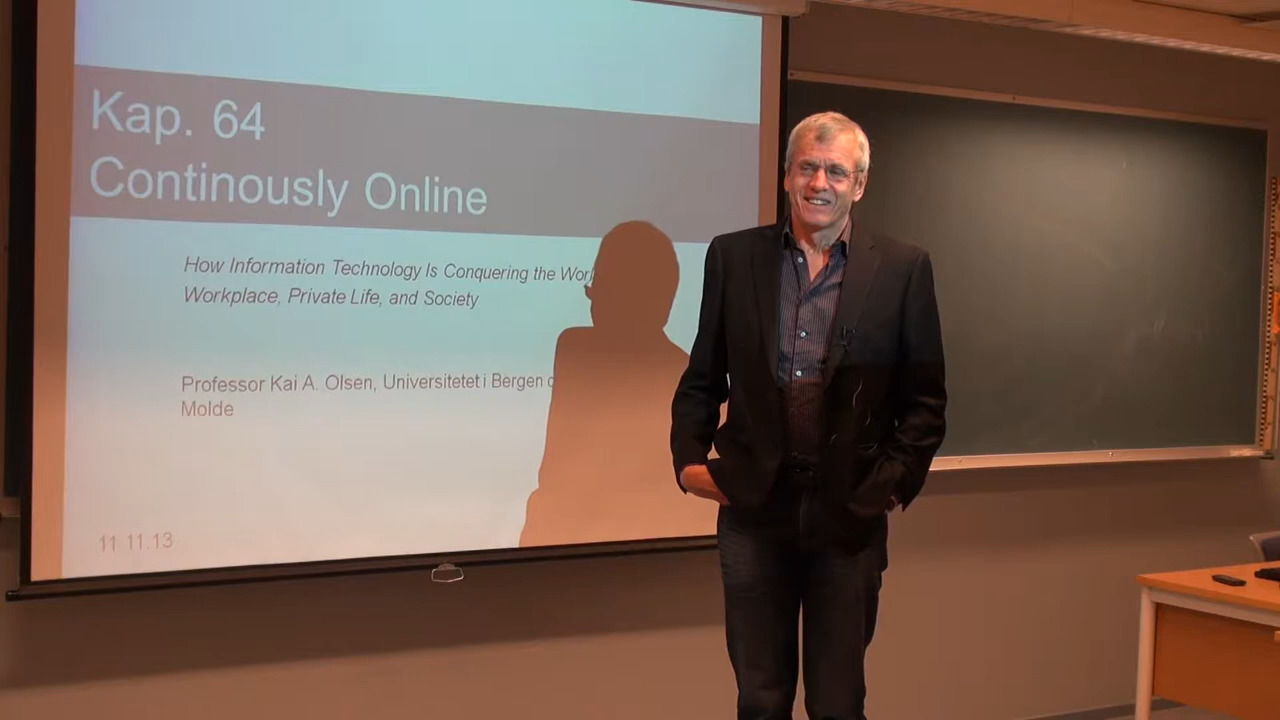 Kap. 64
Continously Online
How Information Technology Is Conquering the
Workplace, Private Life, and Society
Professor Kai A. Olsen, Universitetet i Bergen
Molde
11 11.13